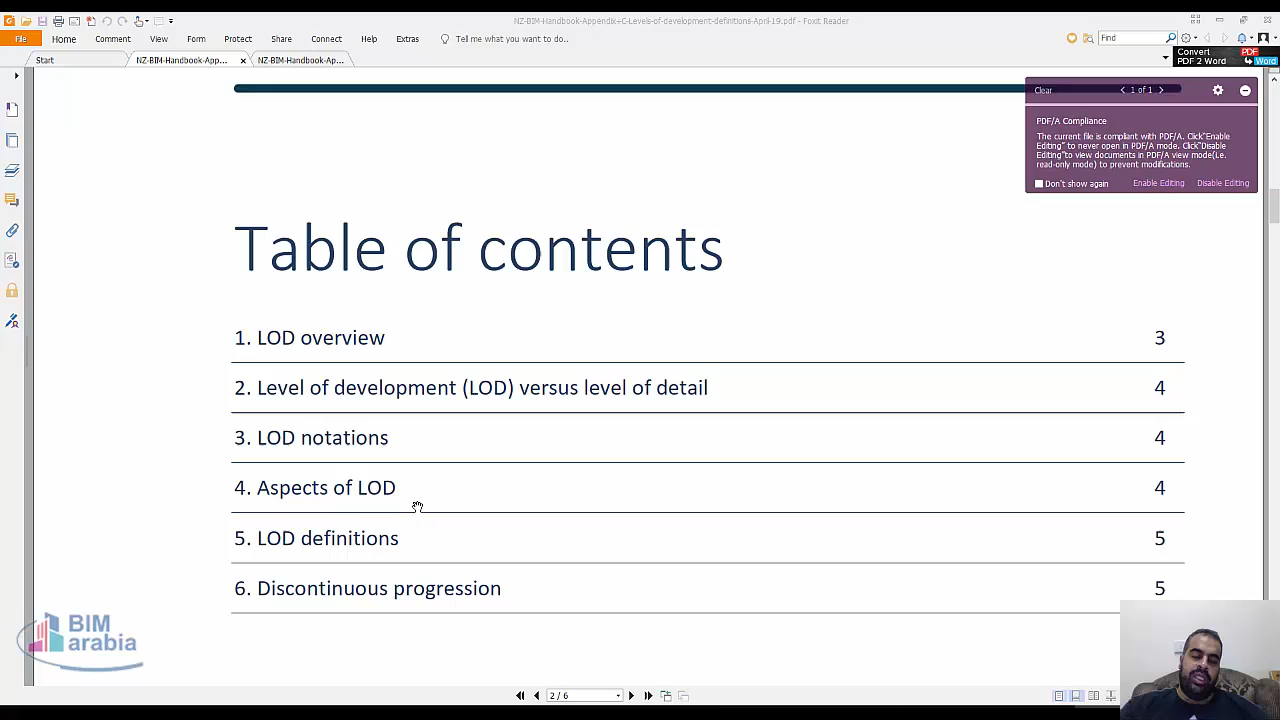 NZ-BIM-Handbook-Appendix+C-Levels-of-development-definitions-April-19.pdf - Foxit Reader
File Home Comment View Form Protect Share Connect Help Extras Tell me what you want to do.. Find
Start NZ-BIM-Handbook-App... NZ-BIM-Handbook-Ap...
Convert PDF
PDF 2 Word Word
Clear 1 of 1
PDF/A Compliance
The current file is compliant with PDF/A. Click"Enable
Editing" to never open in PDF/A mode. Click"Disable
Editing"to view documents in PDF/A view mode(i.e.
read-only mode) to prevent modifications.
Don't show again Enable Editing Disable Editing
Table of contents
1. LOD overview 3
2. Level of development (LOD) versus level of detail 4
3. LOD notations 4
4. Aspects of LOD 4
5. LOD definitions 5
6. Discontinuous progression 5
BIM
arabia
2 / 6